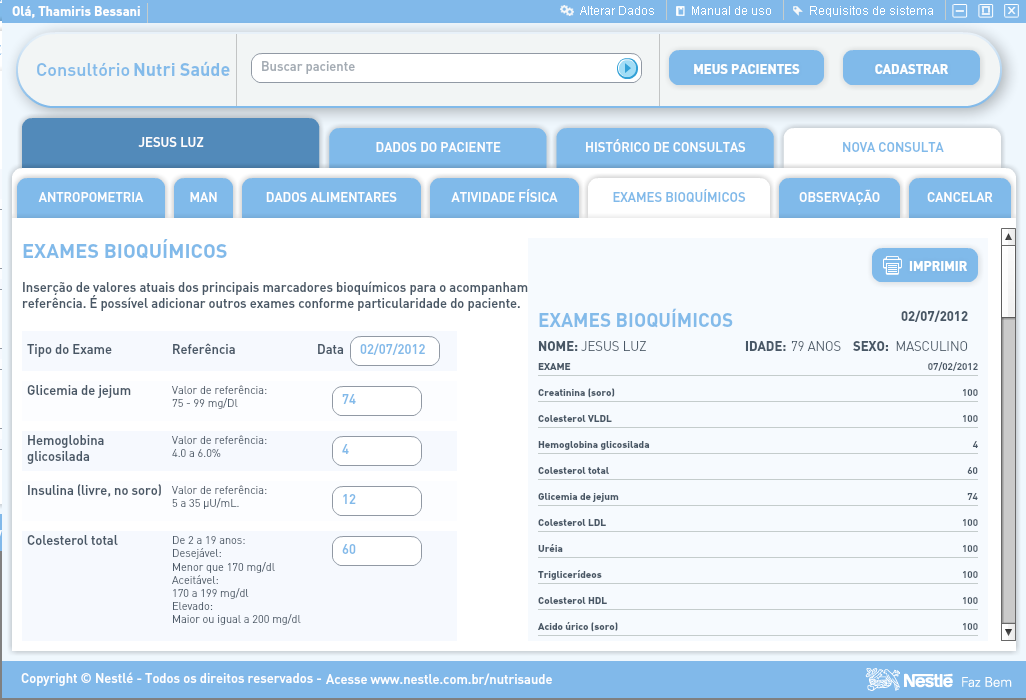 Olá, Thamiris Bessani
Alterar Dados
Manual de uso
Requisitos de sistema
Consultório Nutri Saúde
Buscar paciente
MEUS PACIENTES
CADASTRAR
JESUS LUZ
DADOS DO PACIENTE
HISTÓRICO DE CONSULTAS
NOVA CONSULTA
ANTROPOMETRIA
MAN
DADOS ALIMENTARES
ATIVIDADE FÍSICA
EXAMES BIOQUÍMICOS
OBSERVAÇÃO
CANCELAR
EXAMES BIOQUÍMICOS
Inserção de valores atuais dos principais marcadores bioquímicos para o acompanham
referência. É possível adicionar outros exames conforme particularidade do paciente.
Tipo do Exame Referência Data 02/07/2012
Glicemia de jejum Valor de referência: 74
75 - 99 mg/Dl
Hemoglobina Valor de referência: 4
glicosilada 4.0 a 6.0%
Insulina (livre, no soro) Valor de referência: 12
5 a 35 µU/mL.
Colesterol total De 2 a 19 anos: 60
Desejável:
Menor que 170 mg/dl
Aceitável:
170 a 199 mg/dl
Elevado:
Maior ou igual a 200 mg/dl
IMPRIMIR
02/07/2012
EXAMES BIOQUÍMICOS
NOME: JESUS LUZ IDADE: 79 ANOS SEXO: MASCULINO
EXAME 07/02/2012
Creatinina (soro) 100
Colesterol VLDL 100
Hemoglobina glicosilada 4
Colesterol total 60
Glicemia de jejum 74
Colesterol LDL 100
Uréia 100
Triglicerídeos 100
Colesterol HDL 100
Acido úrico (soro) 100
Copyright © Nestlé - Todos os direitos reservados - Acesse www.nestle.com.br/nutrisaude
Nestlé Faz Bem